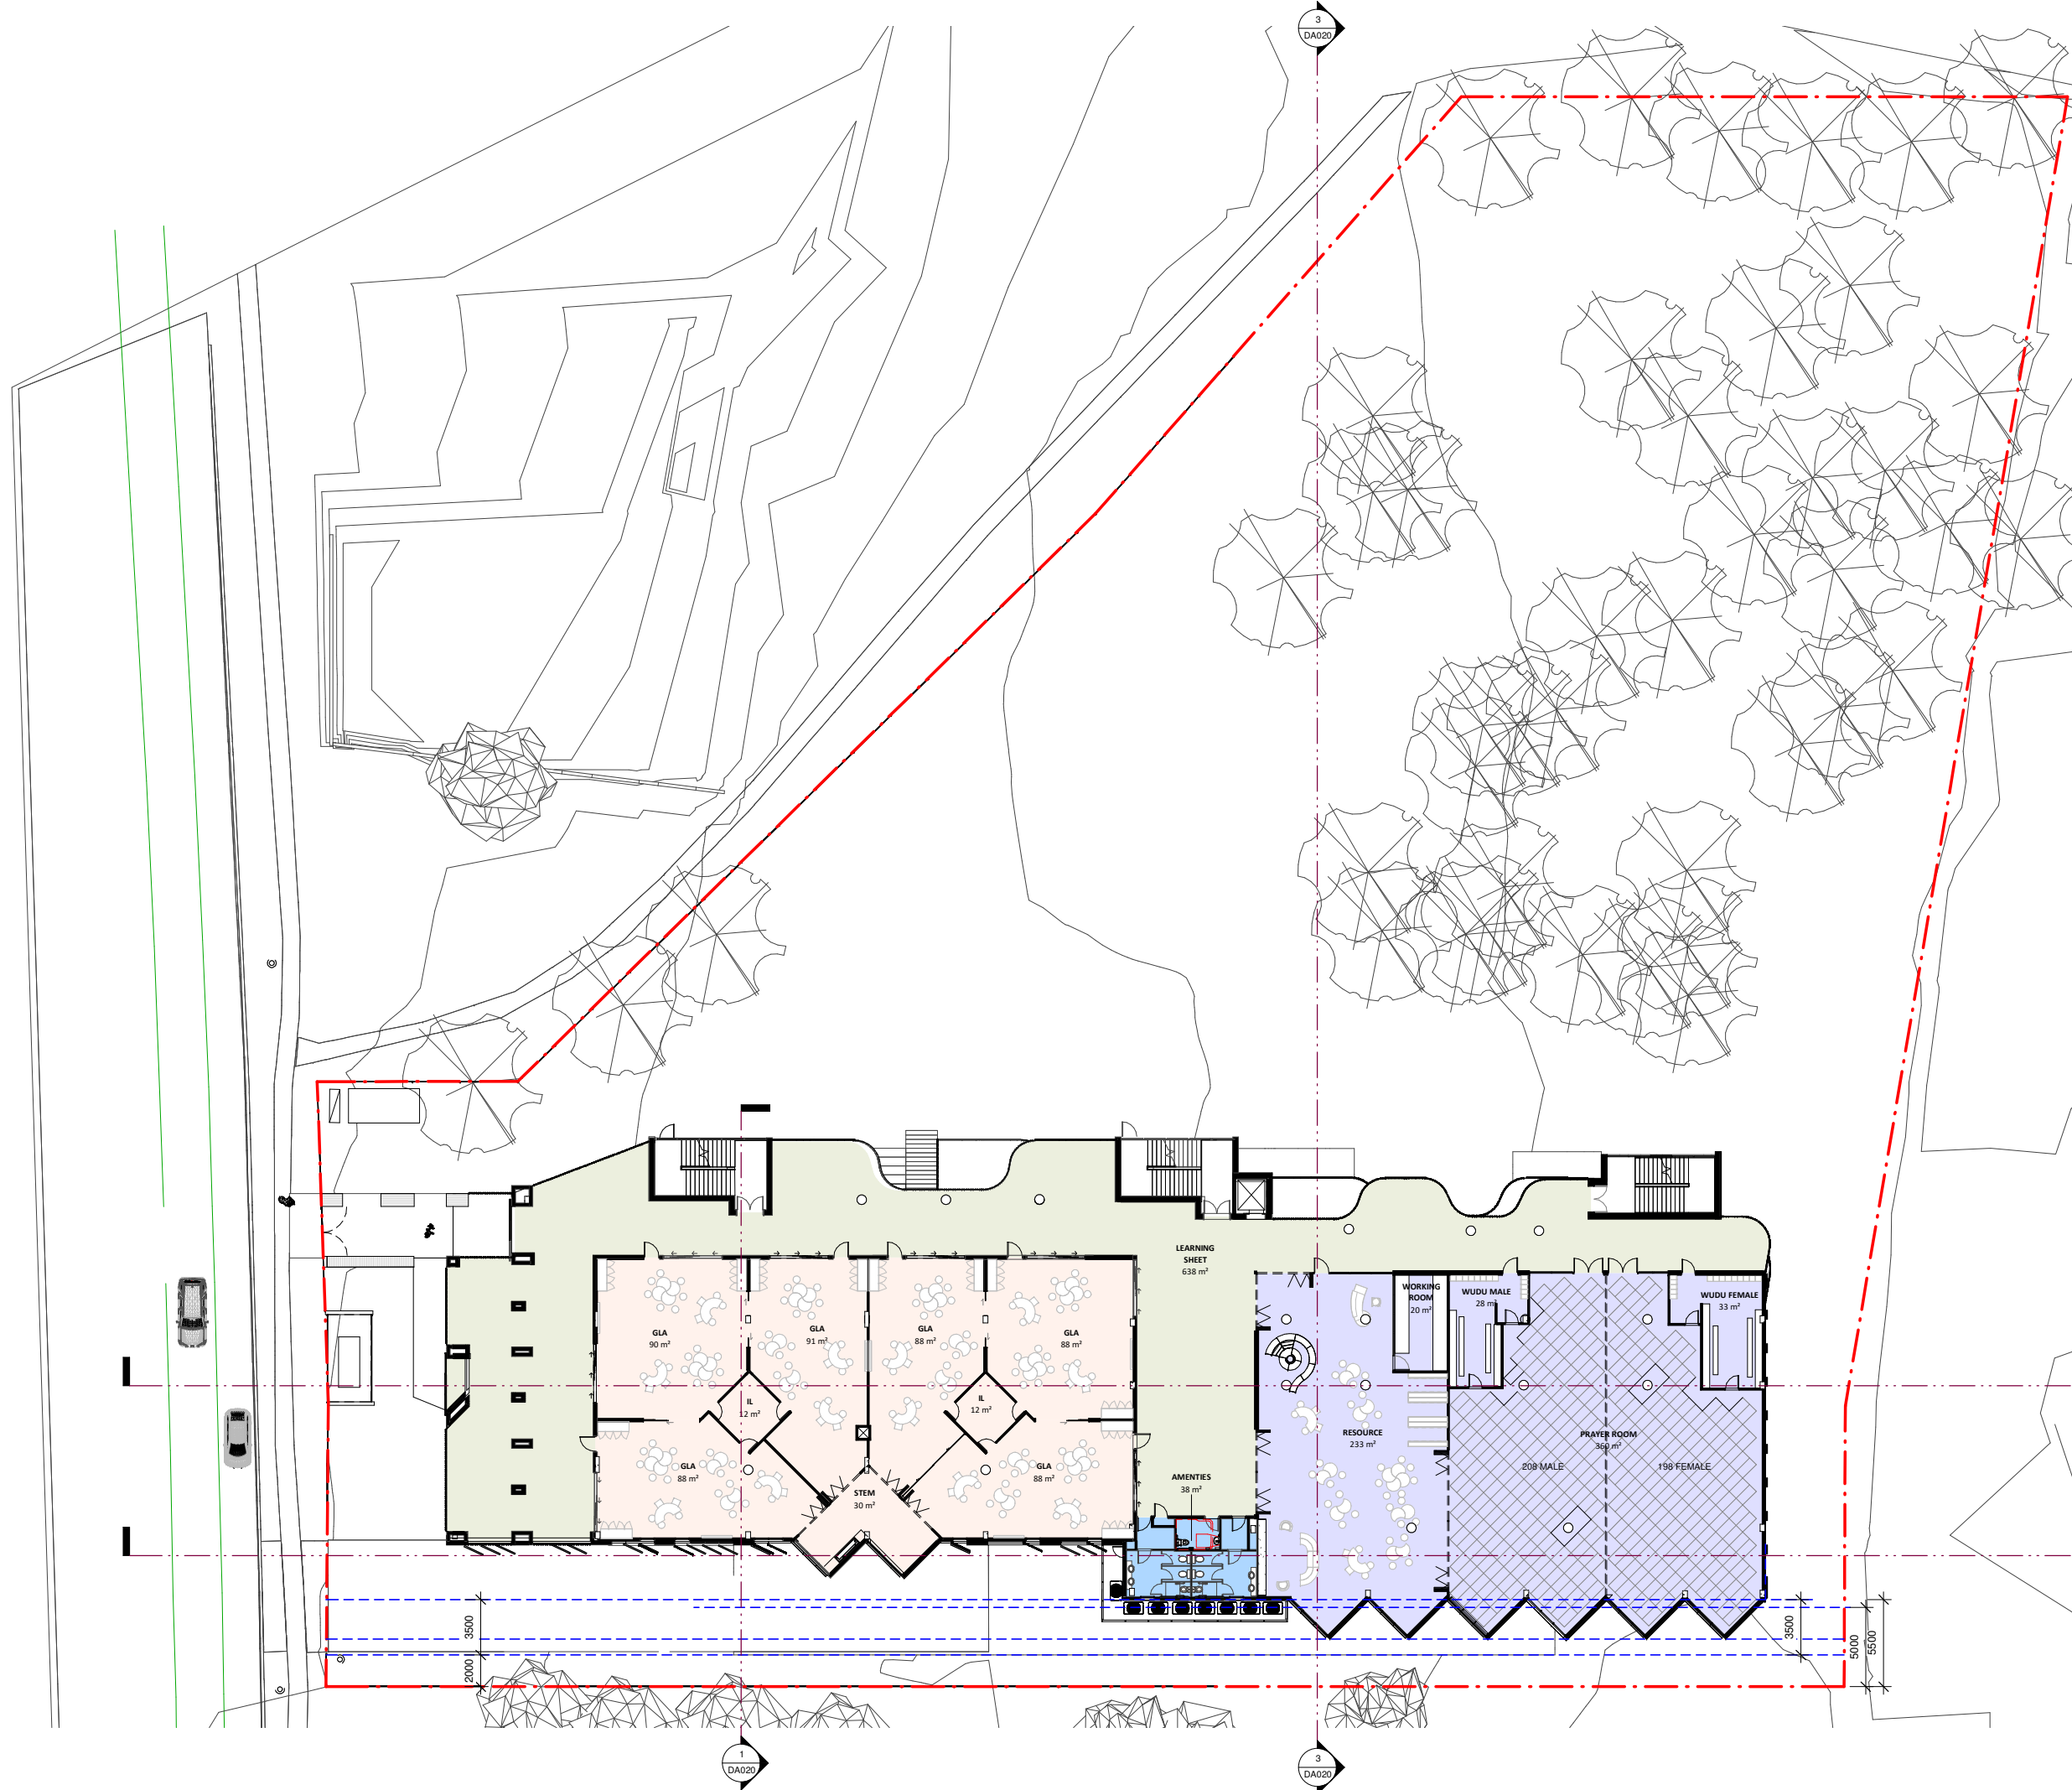 3
DA020
LEARNING
SHEET
638 m²
WORKING
ROOM
20 m²
WUDU MALE
28 m²
WUDU FEMALE
33 m²
GLA
90 m²
GLA
91 m²
GLA
88 m²
GLA
88 m²
IL
12 m²
IL
12 m²
RESOURCE
233 m²
PRAYER ROOM
360 m²
208 MALE
198 FEMALE
GLA
88 m²
GLA
88 m²
STEM
30 m²
AMENTIES
38 m²
3500
2000
3500
5000
5500
1
DA020
3
DA020